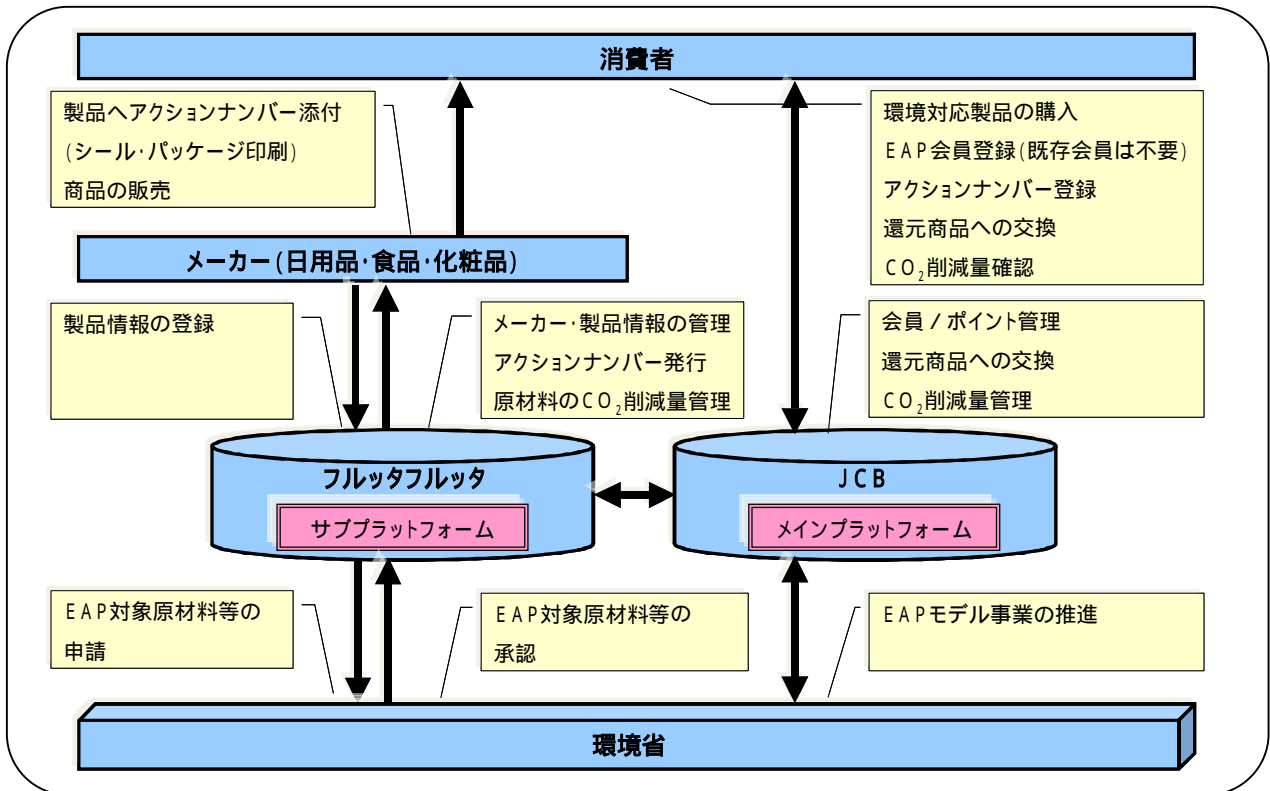 消費者
製品へアクションナンバー添付
(シール・パッケージ印刷)
商品の販売
環境対応製品の購入
EAP会員登録(既存会員は不要)
アクションナンバー登録
還元商品への交換
CO₂削減量確認
メーカー(日用品・食品・化粧品)
製品情報の登録
メーカー・製品情報の管理
アクションナンバー発行
原材料のCO₂削減量管理
会員/ポイント管理
還元商品への交換
CO₂削減量管理
フルッタフルッタ
サブプラットフォーム
JCB
メインプラットフォーム
EAP対象原材料等の
申請
EAP対象原材料等の
承認
EAPモデル事業の推進
環境省